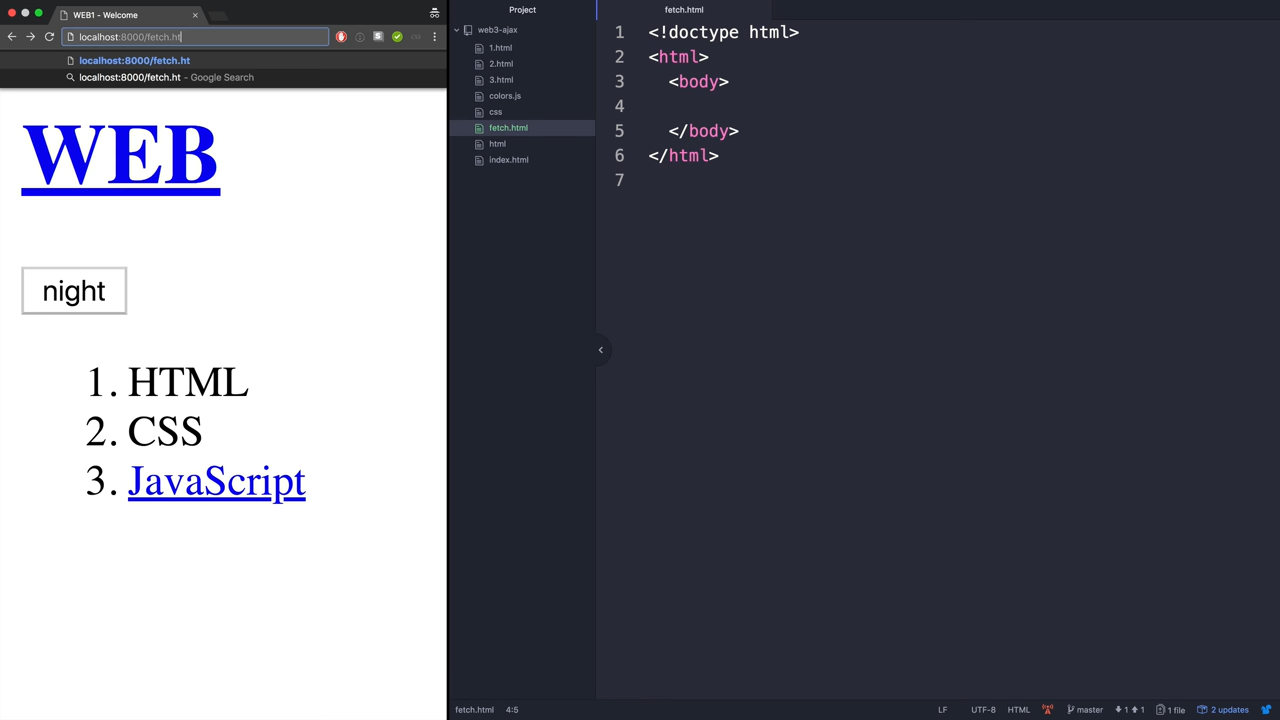 WEB1 - Welcome
localhost:8000/fetch.ht
localhost:8000/fetch.ht
localhost:8000/fetch.ht - Google Search
WEB
night
1. HTML
2. CSS
3. JavaScript
Project
web3-ajax
1.html
2.html
3.html
colors.js
css
fetch.html
html
index.html
fetch.html
1 <!doctype html>
2 <html>
3 <body>
4
5 </body>
6 </html>
7
fetch.html 4:5
LF UTF-8 HTML master 1 1 1 file 2 updates